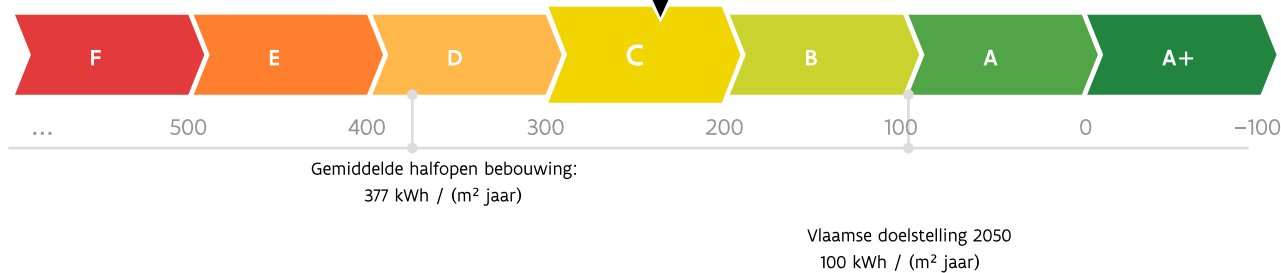 F E D C B A A+
... 500 400 300 200 100 0 −100
Gemiddelde halfopen bebouwing:
377 kWh / (m² jaar)
Vlaamse doelstelling 2050
100 kWh / (m² jaar)